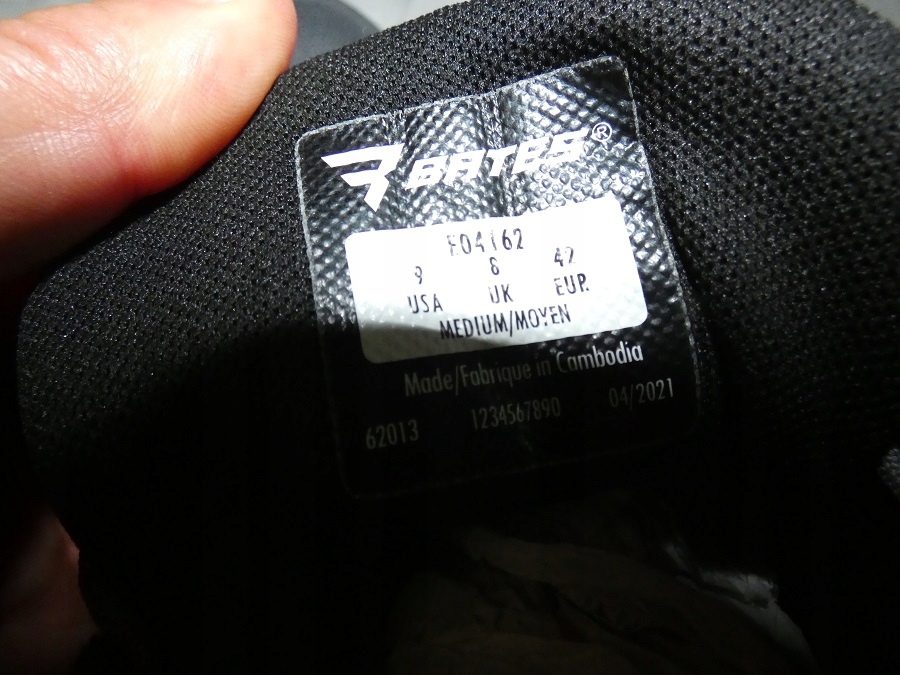 BATES®
E04162
9 8 42
USA UK EUR
MEDIUM/MOYEN
Made/Fabrique in Cambodia
62013 1234567890 04/2021